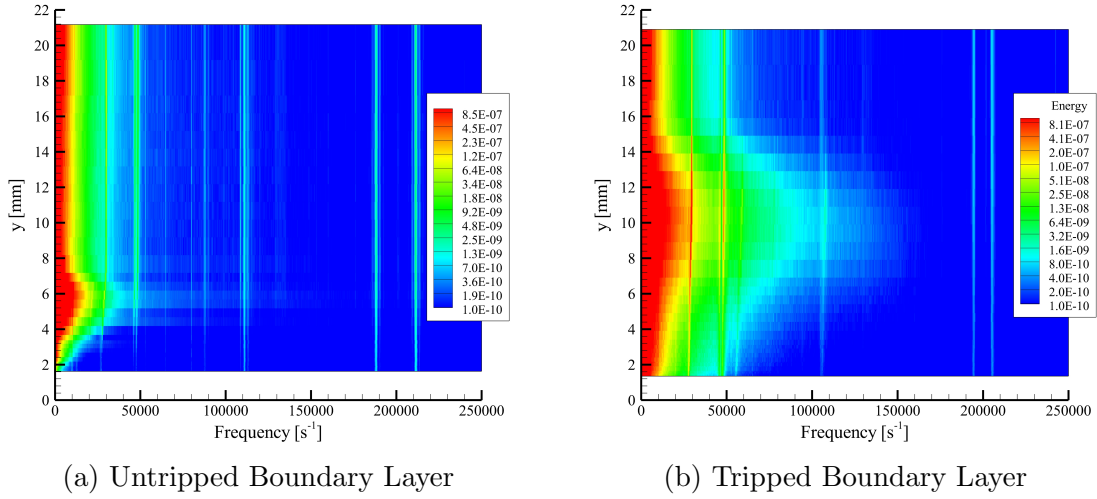 22
20
18
16
14
12
10
8
6
4
2
0
y [mm]
0 50000 100000 150000 200000 250000
Frequency [s⁻¹]
8.5E-07
4.5E-07
2.3E-07
1.2E-07
6.4E-08
3.4E-08
1.8E-08
9.2E-09
4.8E-09
2.5E-09
1.3E-09
7.0E-10
3.6E-10
1.9E-10
1.0E-10
(a) Untripped Boundary Layer
22
20
18
16
14
12
10
8
6
4
2
0
y [mm]
0 50000 100000 150000 200000 250000
Frequency [s⁻¹]
Energy
8.1E-07
4.1E-07
2.0E-07
1.0E-07
5.1E-08
2.5E-08
1.3E-08
6.4E-09
3.2E-09
1.6E-09
8.0E-10
4.0E-10
2.0E-10
1.0E-10
(b) Tripped Boundary Layer